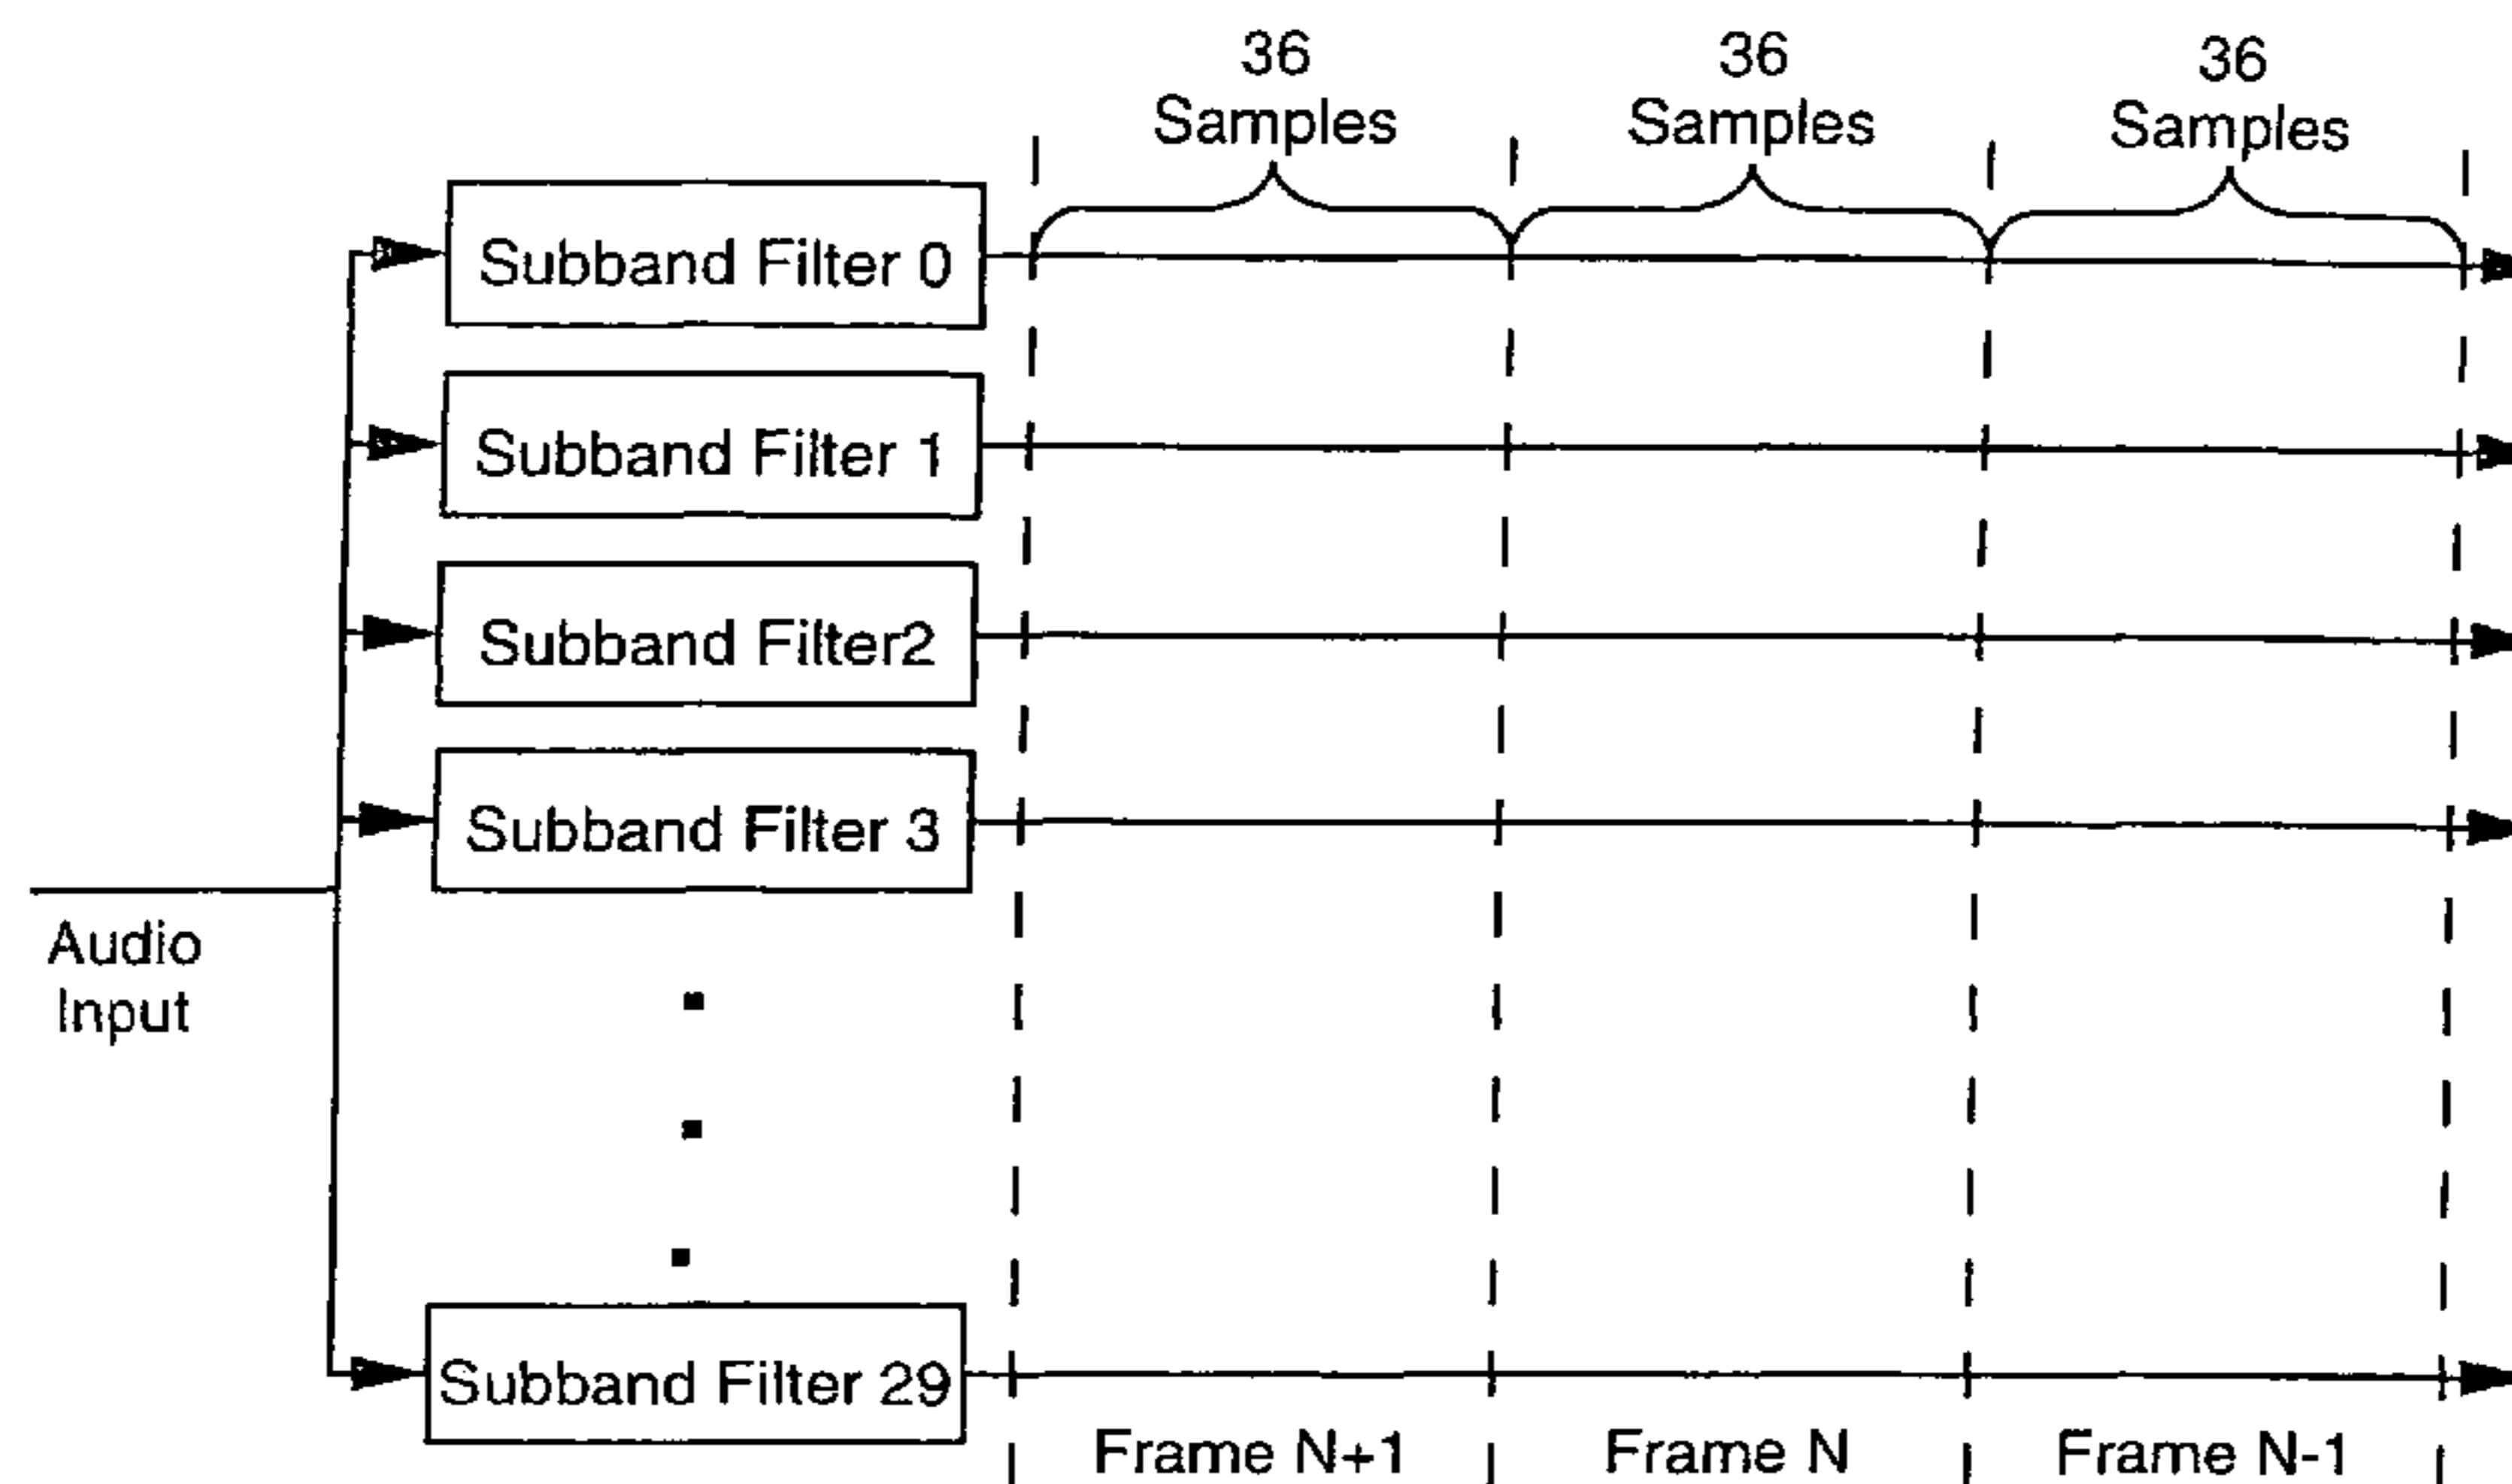 36
Samples
36
Samples
36
Samples
Subband Filter 0
Subband Filter 1
Subband Filter2
Subband Filter 3
Audio
Input
Subband Filter 29
Frame N+1
Frame N
Frame N-1